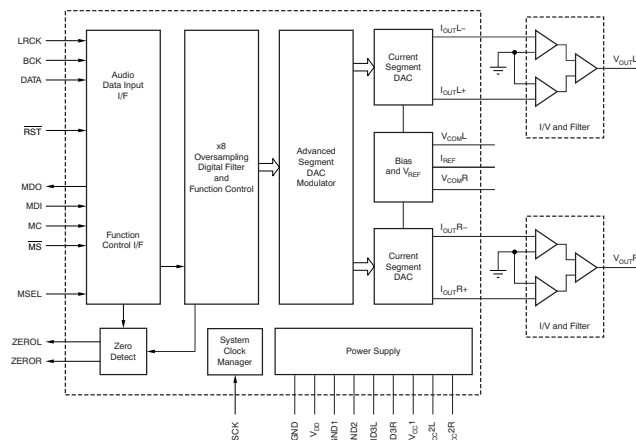 LRCK
BCK
DATA
RST
MDO
MDI
MC
MS
MSEL
ZEROL
ZEROR
Audio
Data Input
I/F
Function
Control I/F
x8
Oversampling
Digital Filter
and
Function Control
Advanced
Segment
DAC
Modulator
Current
Segment
DAC
Bias
and VREF
Current
Segment
DAC
IOUTL–
IOUTL+
VCOML
IREF
VCOMR
IOUTR–
IOUTR+
VOUTL
I/V and Filter
VOUTR
I/V and Filter
Zero
Detect
System
Clock
Manager
Power Supply
SCK
VDD
VCC1